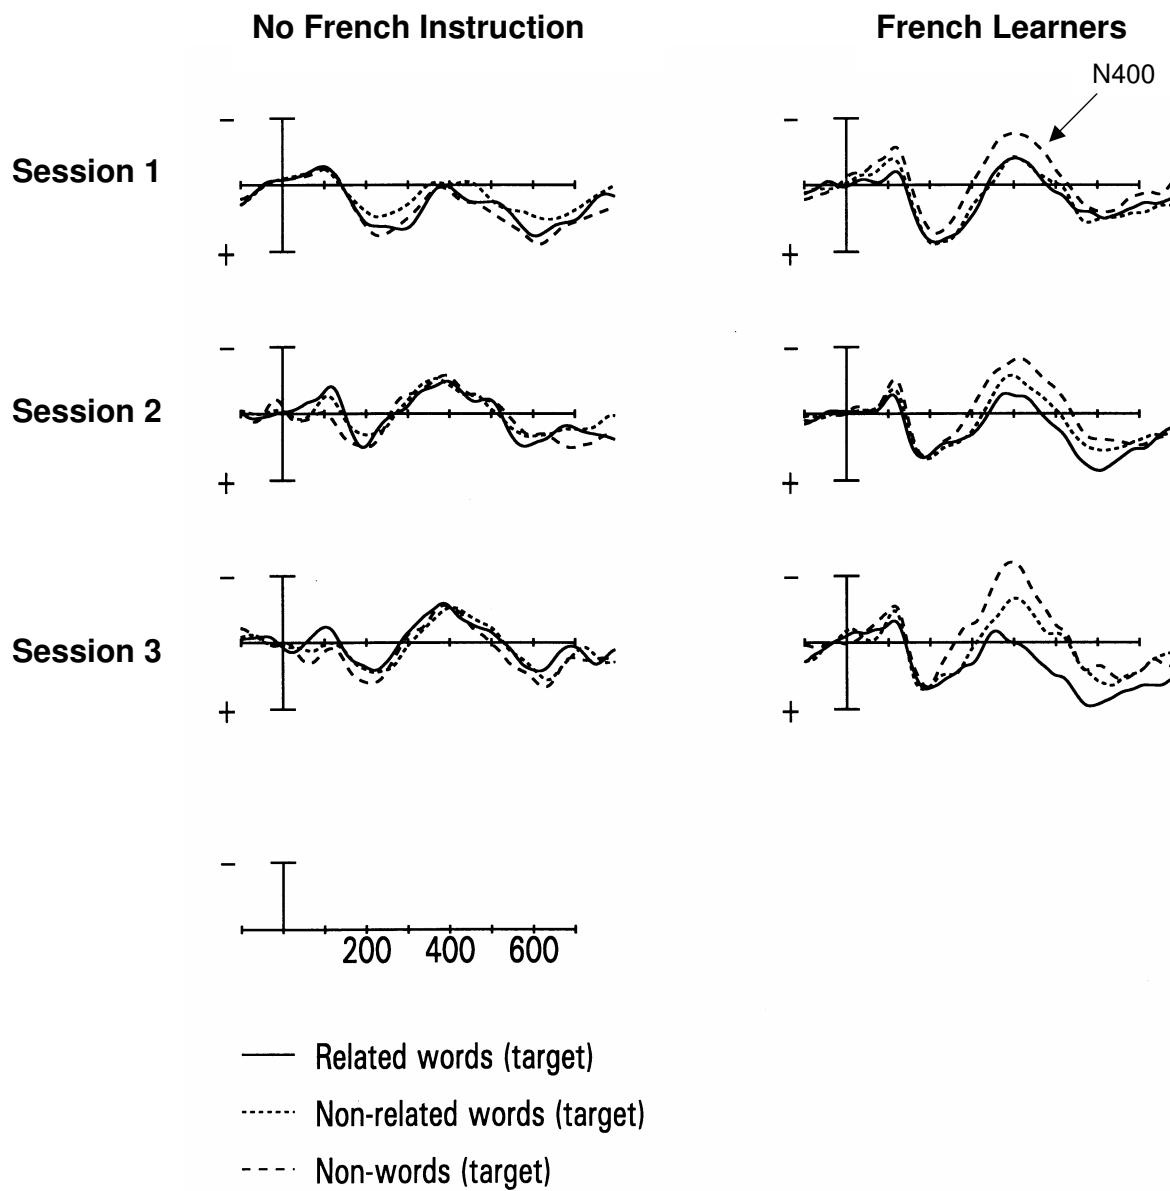 No French Instruction
French Learners
N400
Session 1
−
+
−
+
Session 2
−
+
−
+
Session 3
−
+
−
+
−
200 400 600
Related words (target)
Non-related words (target)
Non-words (target)